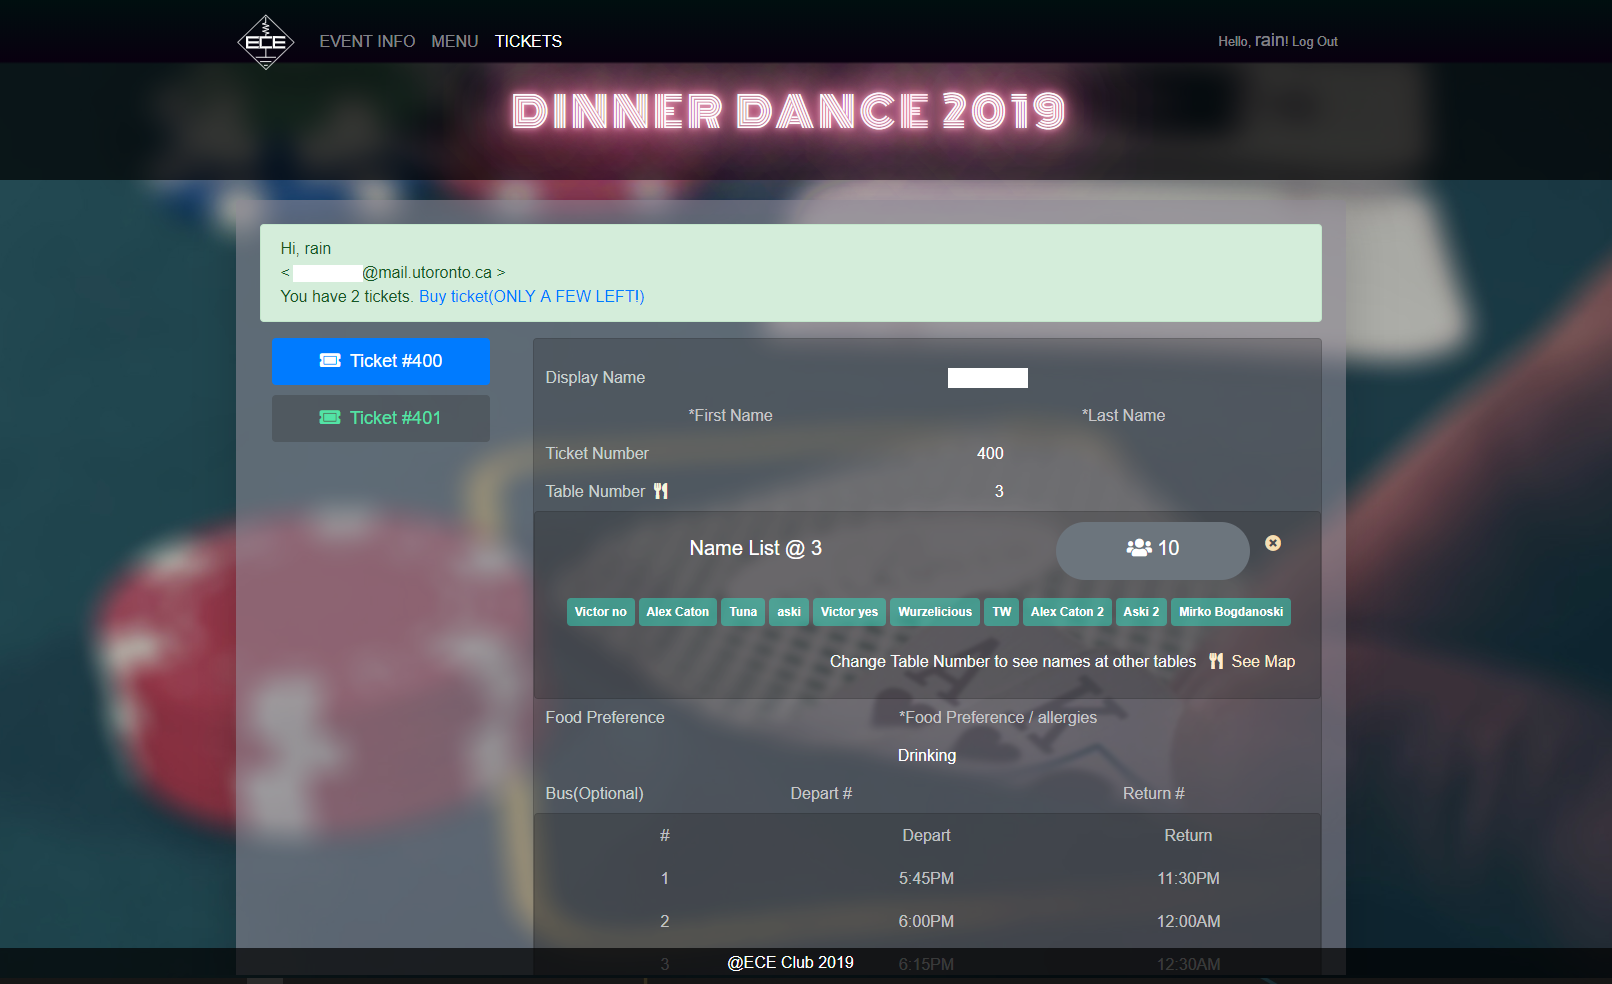 ECE
EVENT INFO MENU TICKETS
Hello, rain! Log Out
DINNER DANCE 2019
Hi, rain
< @mail.utoronto.ca >
You have 2 tickets. Buy ticket(ONLY A FEW LEFT!)
Ticket #400
Ticket #401
Display Name
*First Name *Last Name
Ticket Number 400
Table Number 3
Name List @ 3 10
Victor no Alex Caton Tuna aski Victor yes Wurzelicious TW Alex Caton 2 Aski 2 Mirko Bogdanoski
Change Table Number to see names at other tables See Map
Food Preference *Food Preference / allergies
Drinking
Bus(Optional) Depart # Return #
# Depart Return
1 5:45PM 11:30PM
2 6:00PM 12:00AM
3 6:15PM 12:30AM
@ECE Club 2019